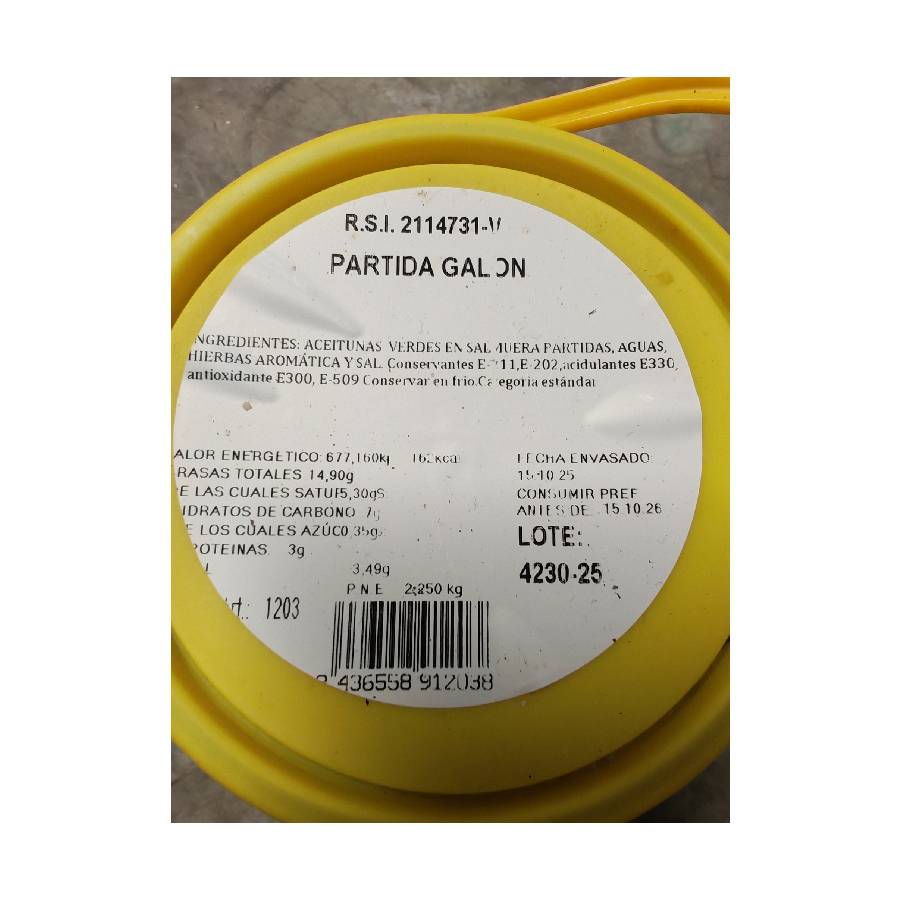 R.S.I. 2114731-V
PARTIDA GALON
INGREDIENTES: ACEITUNAS VERDES EN SALMUERA PARTIDAS, AGUAS,
HIERBAS AROMÁTICA Y SAL. Conservantes E-211,E-202,acidulantes E330,
antioxidante E300, E-509 Conservar en frio.Categoria estándar
ALOR ENERGÉTICO: 677,160kj 162kcal
RASAS TOTALES 14,90g
E LAS CUALES SATUR5,30gS
IDRATOS DE CARBONO 7g
E LOS CUALES AZÚC0,35g
ROTEINAS 3g
L 3,49g
P N E 2,250 kg
Art.: 1203
FECHA ENVASADO
15.10.25
CONSUMIR PREF
ANTES DE: 15.10.26
LOTE:
4230-25
8 436558 912038